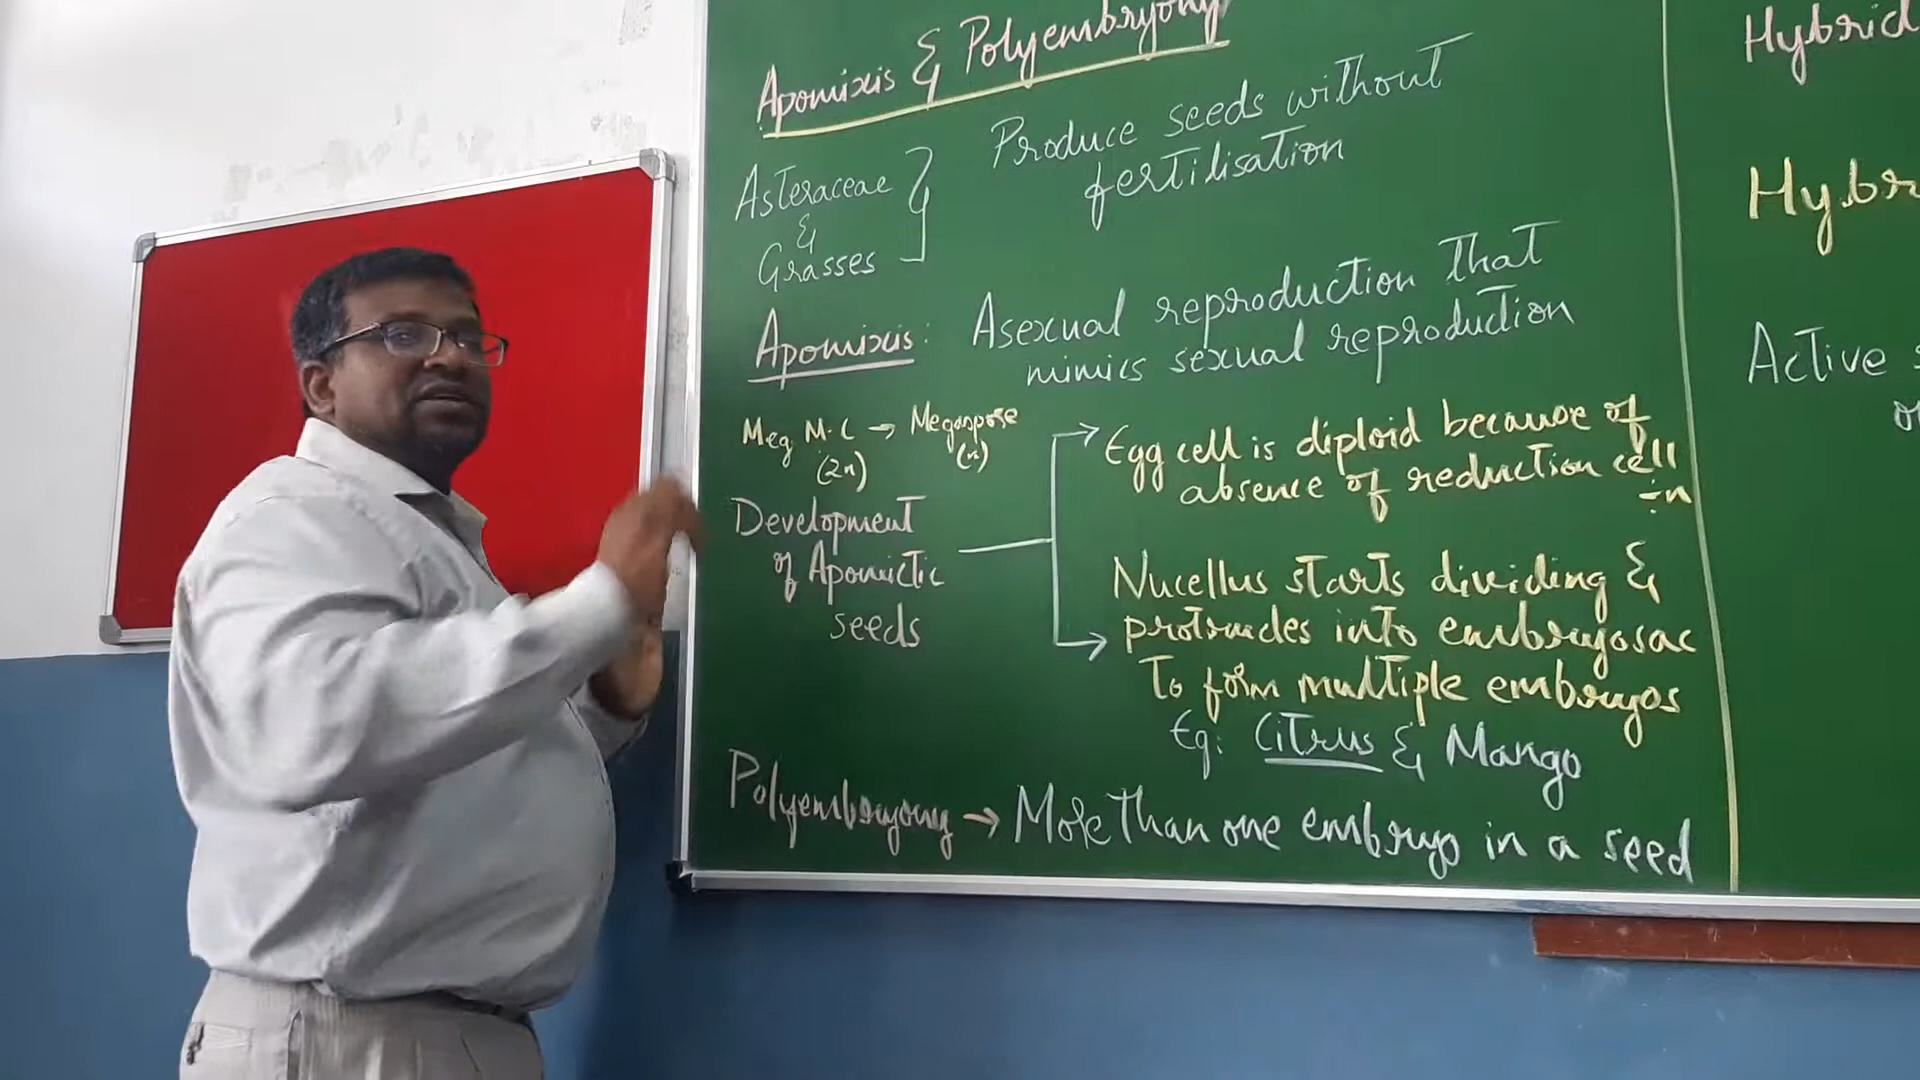 Apomixis & Polyembryony
Asteraceae
&
Grasses
Produce seeds without
fertilisation
Apomixis: Asexual reproduction that
mimics sexual reproduction
Meg M.C → Megaspore
(2n) (n)
Development
of Apomictic
seeds
Egg cell is diploid because of
absence of reduction cell
÷n
Nucellus starts dividing &
protrudes into embryosac
To form multiple embryos
Eg: Citrus & Mango
Polyembryony → More Than one embryo in a seed
Hybrid
Hybr
Active s
or